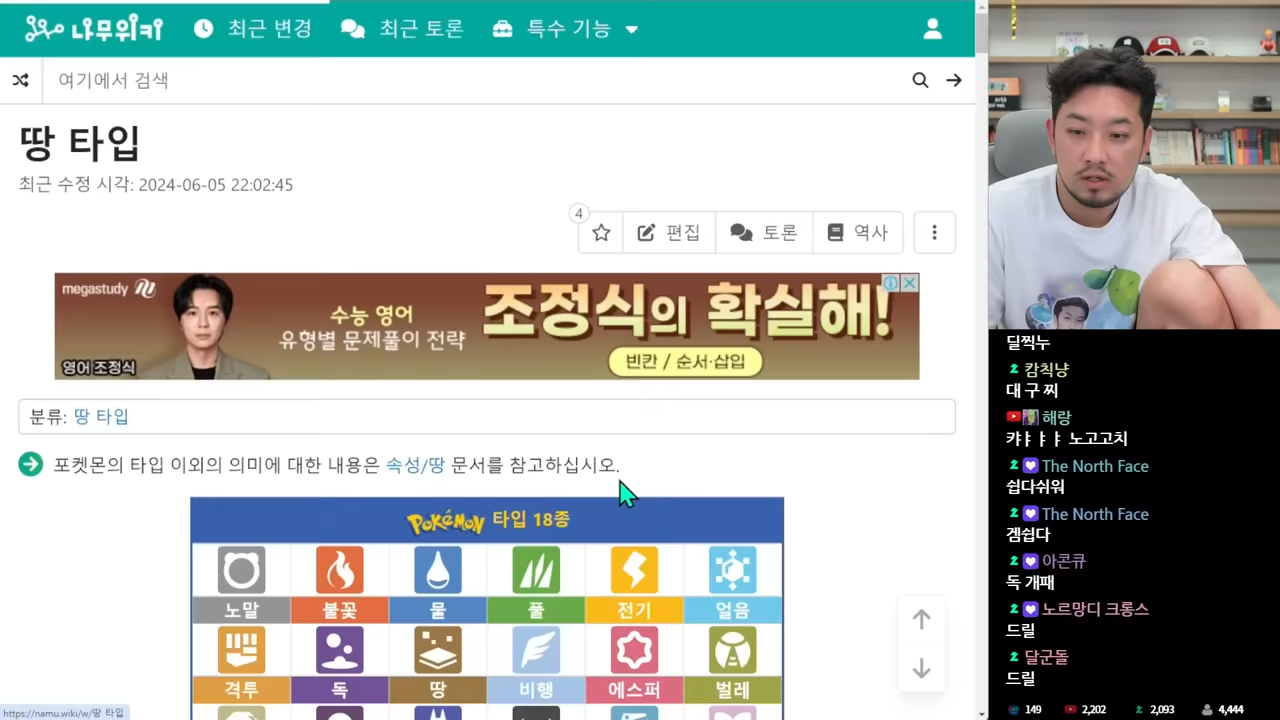 나무위키 최근 변경 최근 토론 특수 기능
여기에서 검색
땅 타입
최근 수정 시각: 2024-06-05 22:02:45
4
편집 토론 역사
megastudy
수능 영어
유형별 문제풀이 전략
조정식의 확실해!
빈칸 / 순서·삽입
영어 조정식
분류: 땅 타입
포켓몬의 타입 이외의 의미에 대한 내용은 속성/땅 문서를 참고하십시오.
POKéMON 타입 18종
노말 불꽃 물 풀 전기 얼음
격투 독 땅 비행 에스퍼 벌레
https://namu.wiki/w/땅 타입
딜찍누
캄칙냥
대 구 찌
해랑
캬ㅑㅑㅑ 노고고치
The North Face
쉽다쉬워
The North Face
겜쉽다
아콘큐
독 개패
노르망디 크롱스
드릴
달군돌
드릴
149 2,202 2,093 4,444